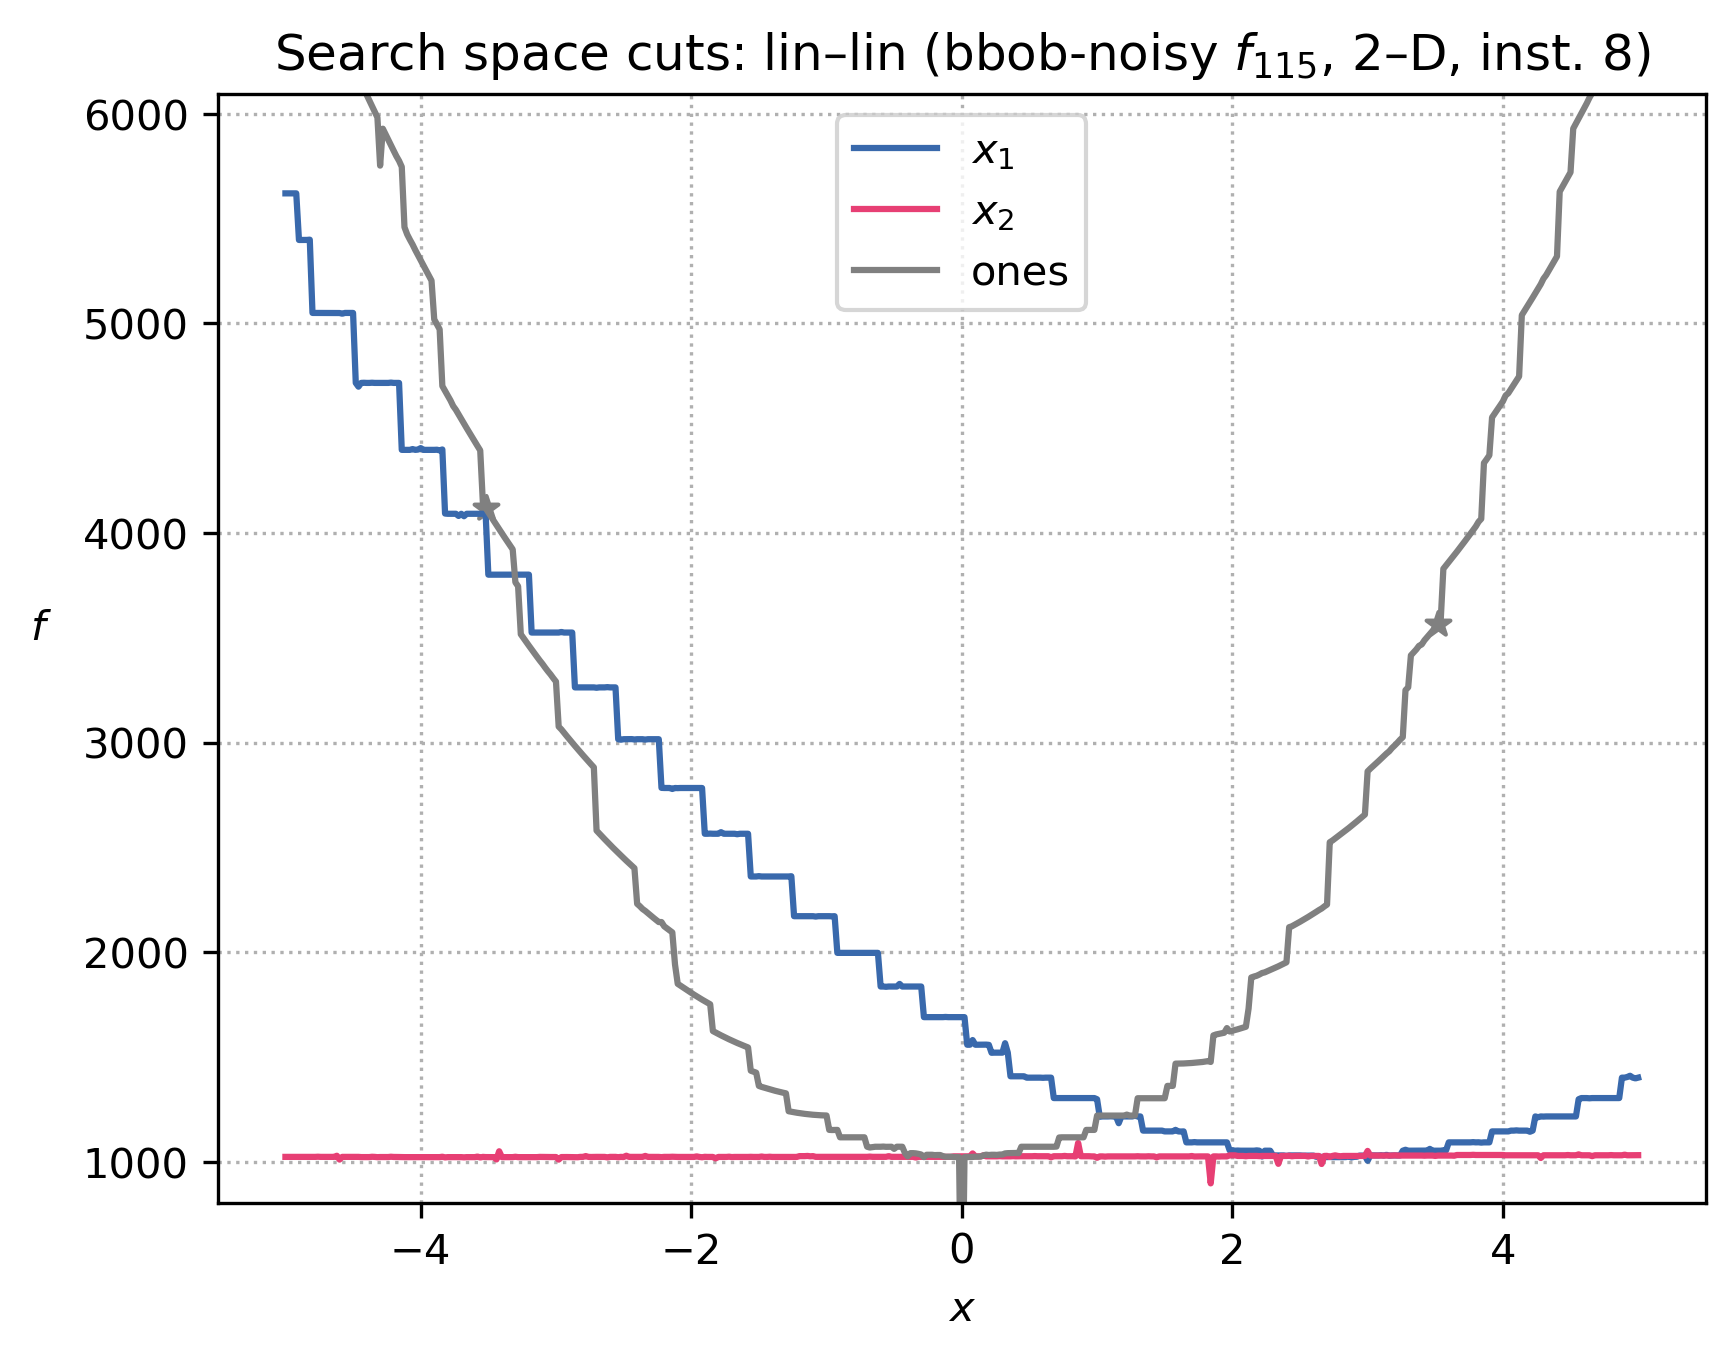 Search space cuts: lin–lin (bbob-noisy f₁₁₅, 2–D, inst. 8)
x₁
x₂
ones
6000
5000
4000
3000
2000
1000
f
−4 −2 0 2 4
x